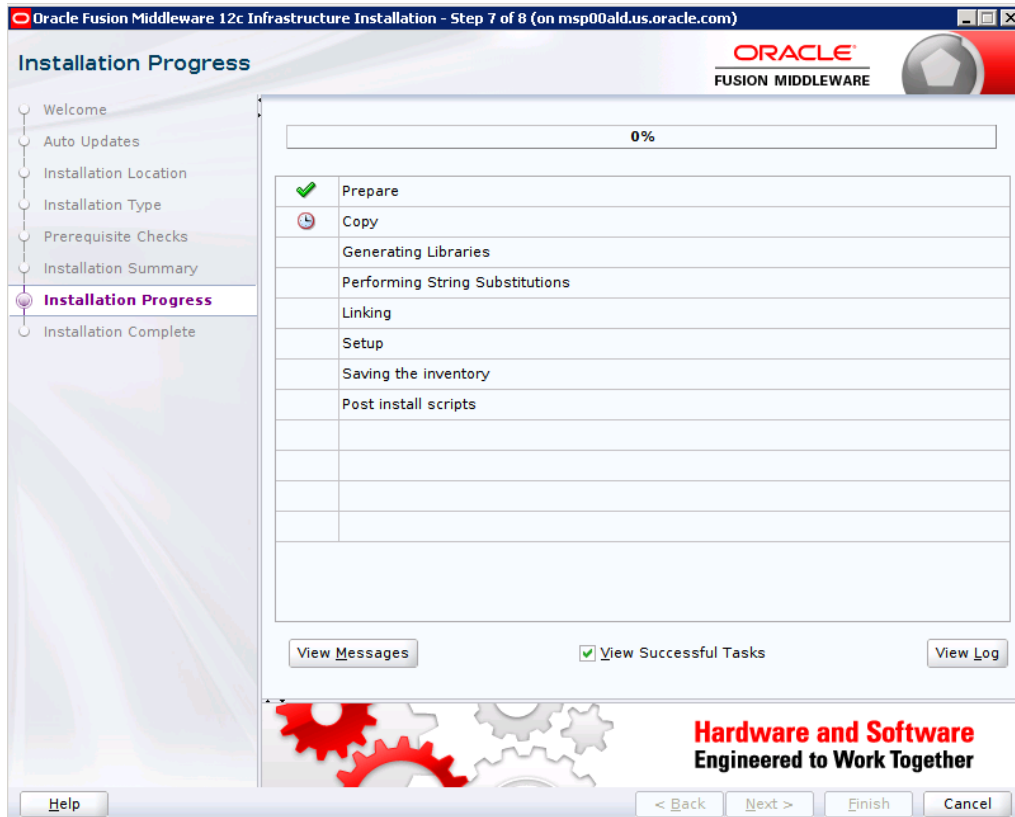 Oracle Fusion Middleware 12c Infrastructure Installation - Step 7 of 8 (on msp00ald.us.oracle.com)
Installation Progress
ORACLE
FUSION MIDDLEWARE
Welcome
Auto Updates
Installation Location
Installation Type
Prerequisite Checks
Installation Summary
Installation Progress
Installation Complete
0%
Prepare
Copy
Generating Libraries
Performing String Substitutions
Linking
Setup
Saving the inventory
Post install scripts
View Messages
View Successful Tasks
View Log
Hardware and Software
Engineered to Work Together
Help
< Back
Next >
Finish
Cancel